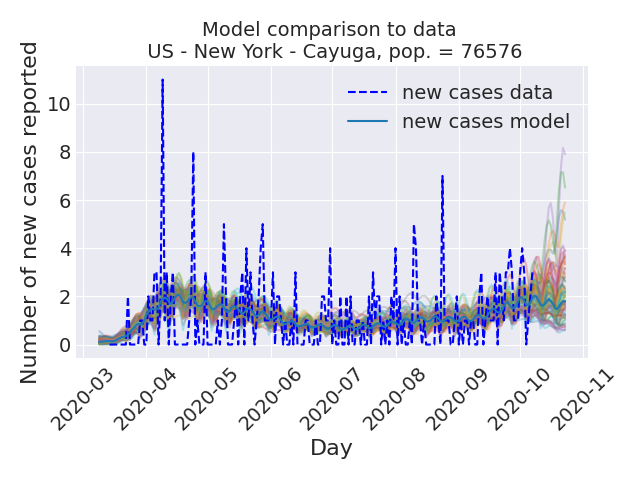 Model comparison to data
US - New York - Cayuga, pop. = 76576
Number of new cases reported
10
8
6
4
2
0
new cases data
new cases model
2020-03
2020-04
2020-05
2020-06
2020-07
2020-08
2020-09
2020-10
2020-11
Day